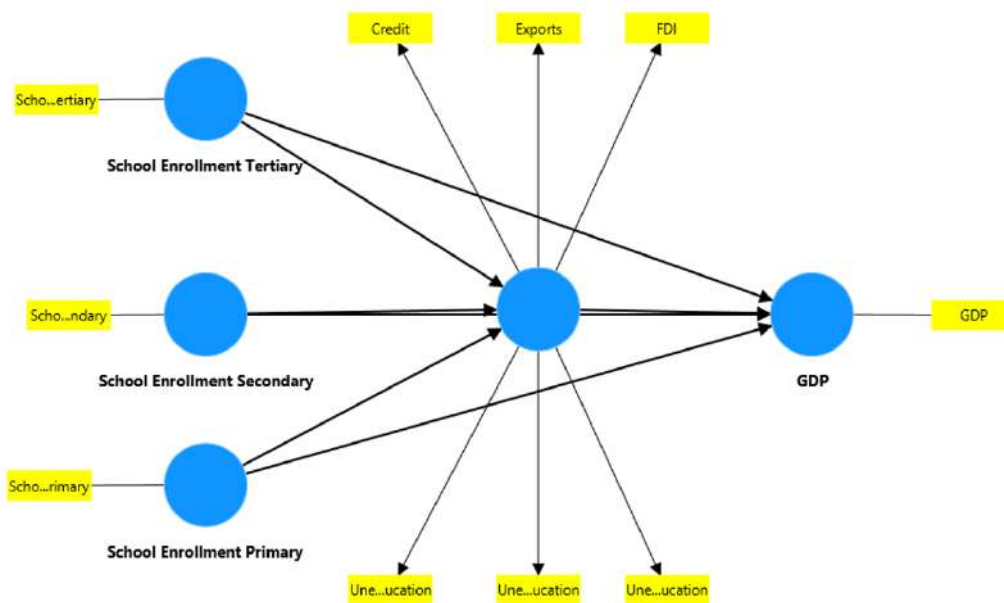 Credit
Exports
FDI
Scho...ertiary
School Enrollment Tertiary
Scho...ndary
School Enrollment Secondary
GDP
GDP
Scho...rimary
School Enrollment Primary
Une...ucation
Une...ucation
Une...ucation